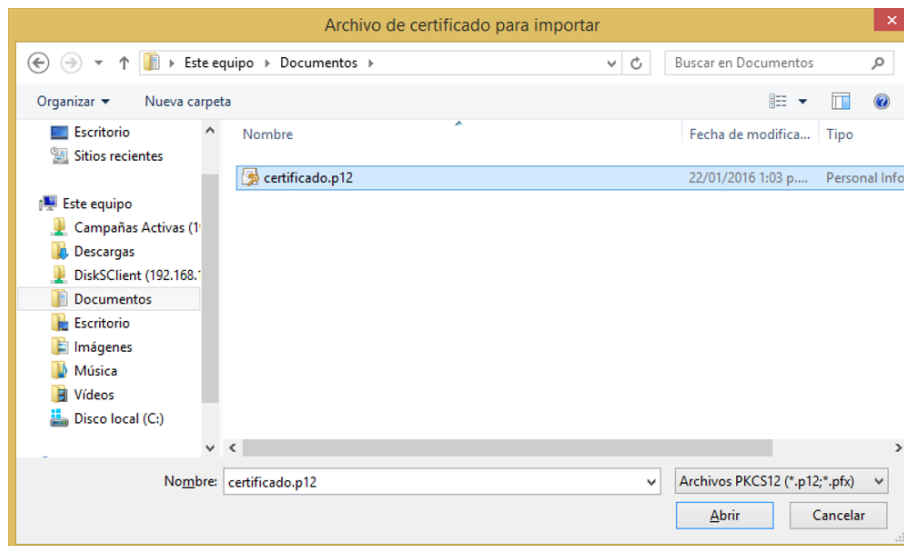 Archivo de certificado para importar
Este equipo Documentos
Buscar en Documentos
Organizar Nueva carpeta
Escritorio
Sitios recientes
Este equipo
Campañas Activas (1
Descargas
DiskSClient (192.168.
Documentos
Escritorio
Imágenes
Música
Vídeos
Disco local (C:)
Nombre Fecha de modifica... Tipo
certificado.p12 22/01/2016 1:03 p.... Personal Info
Nombre: certificado.p12 Archivos PKCS12 (*.p12;*.pfx)
Abrir Cancelar